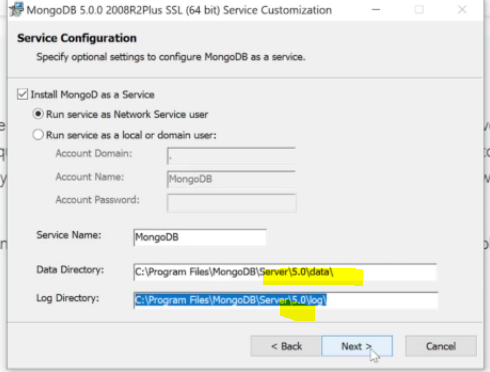 MongoDB 5.0.0 2008R2Plus SSL (64 bit) Service Customization
Service Configuration
Specify optional settings to configure MongoDB as a service.
Install MongoD as a Service
Run service as Network Service user
Run service as a local or domain user:
Account Domain: .
Account Name: MongoDB
Account Password:
Service Name: MongoDB
Data Directory: C:\Program Files\MongoDB\Server\5.0\data\
Log Directory: C:\Program Files\MongoDB\Server\5.0\log\
< Back Next > Cancel